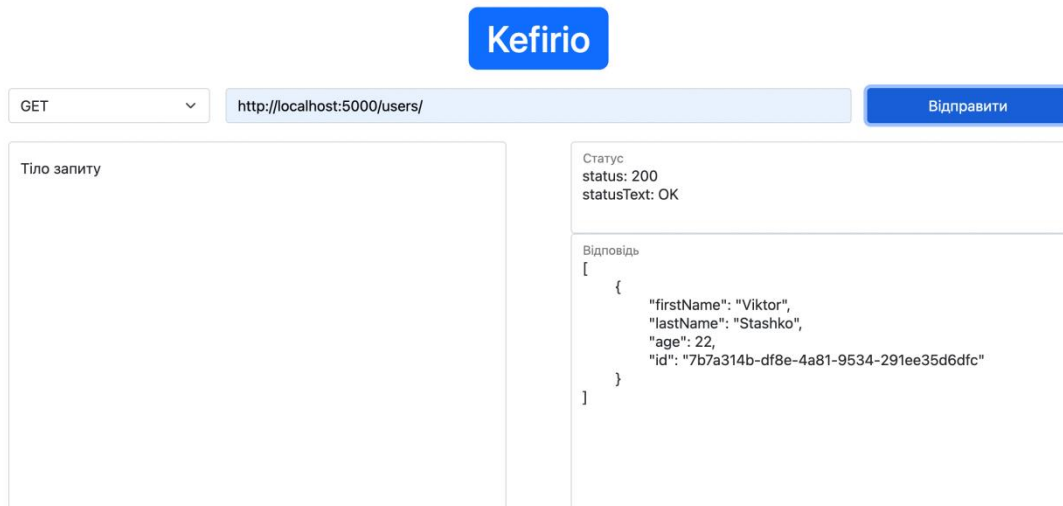 Kefirio
GET
http://localhost:5000/users/
Відправити
Тіло запиту
Статус
status: 200
statusText: OK
Відповідь
[
{
"firstName": "Viktor",
"lastName": "Stashko",
"age": 22,
"id": "7b7a314b-df8e-4a81-9534-291ee35d6dfc"
}
]